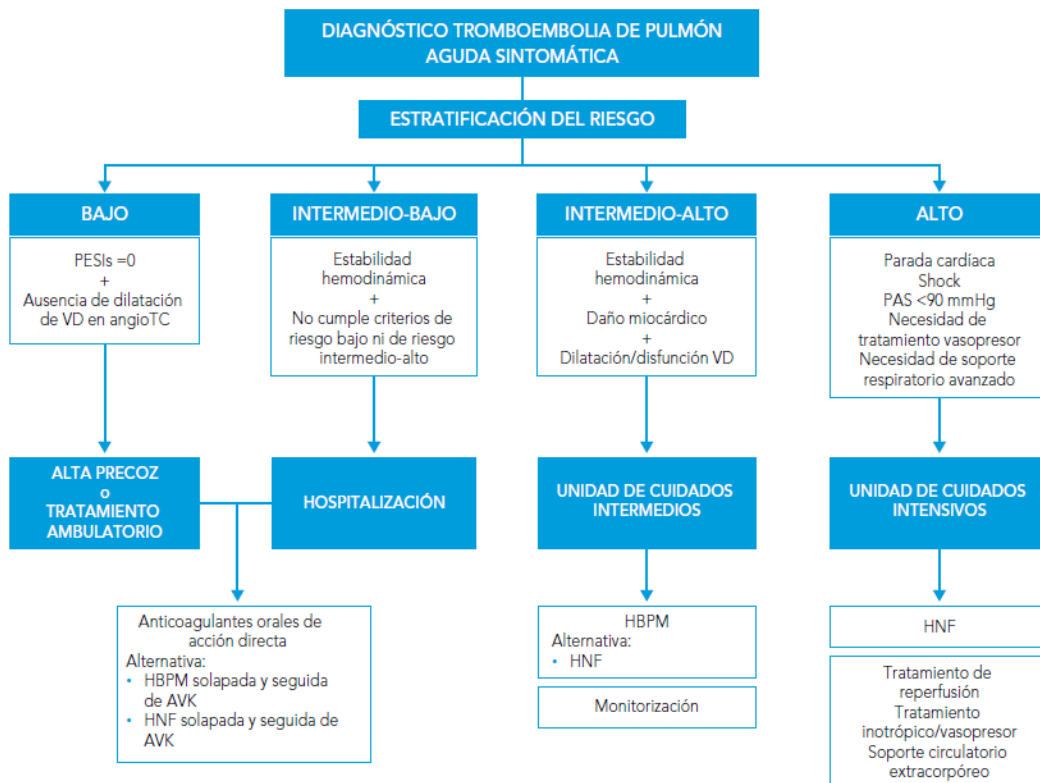 DIAGNÓSTICO TROMBOEMBOLIA DE PULMÓN
AGUDA SINTOMÁTICA
ESTRATIFICACIÓN DEL RIESGO
BAJO
PESIs =0
+
Ausencia de dilatación
de VD en angioTC
INTERMEDIO-BAJO
Estabilidad
hemodinámica
+
No cumple criterios de
riesgo bajo ni de riesgo
intermedio-alto
INTERMEDIO-ALTO
Estabilidad
hemodinámica
+
Daño miocárdico
+
Dilatación/disfunción VD
ALTO
Parada cardíaca
Shock
PAS <90 mmHg
Necesidad de
tratamiento vasopresor
Necesidad de soporte
respiratorio avanzado
ALTA PRECOZ
o
TRATAMIENTO
AMBULATORIO
HOSPITALIZACIÓN
UNIDAD DE CUIDADOS
INTERMEDIOS
UNIDAD DE CUIDADOS
INTENSIVOS
Anticoagulantes orales de
acción directa
Alternativa:
• HBPM solapada y seguida
de AVK
• HNF solapada y seguida de
AVK
HBPM
Alternativa:
• HNF
Monitorización
HNF
Tratamiento de
reperfusión
Tratamiento
inotrópico/vasopresor
Soporte circulatorio
extracorpóreo